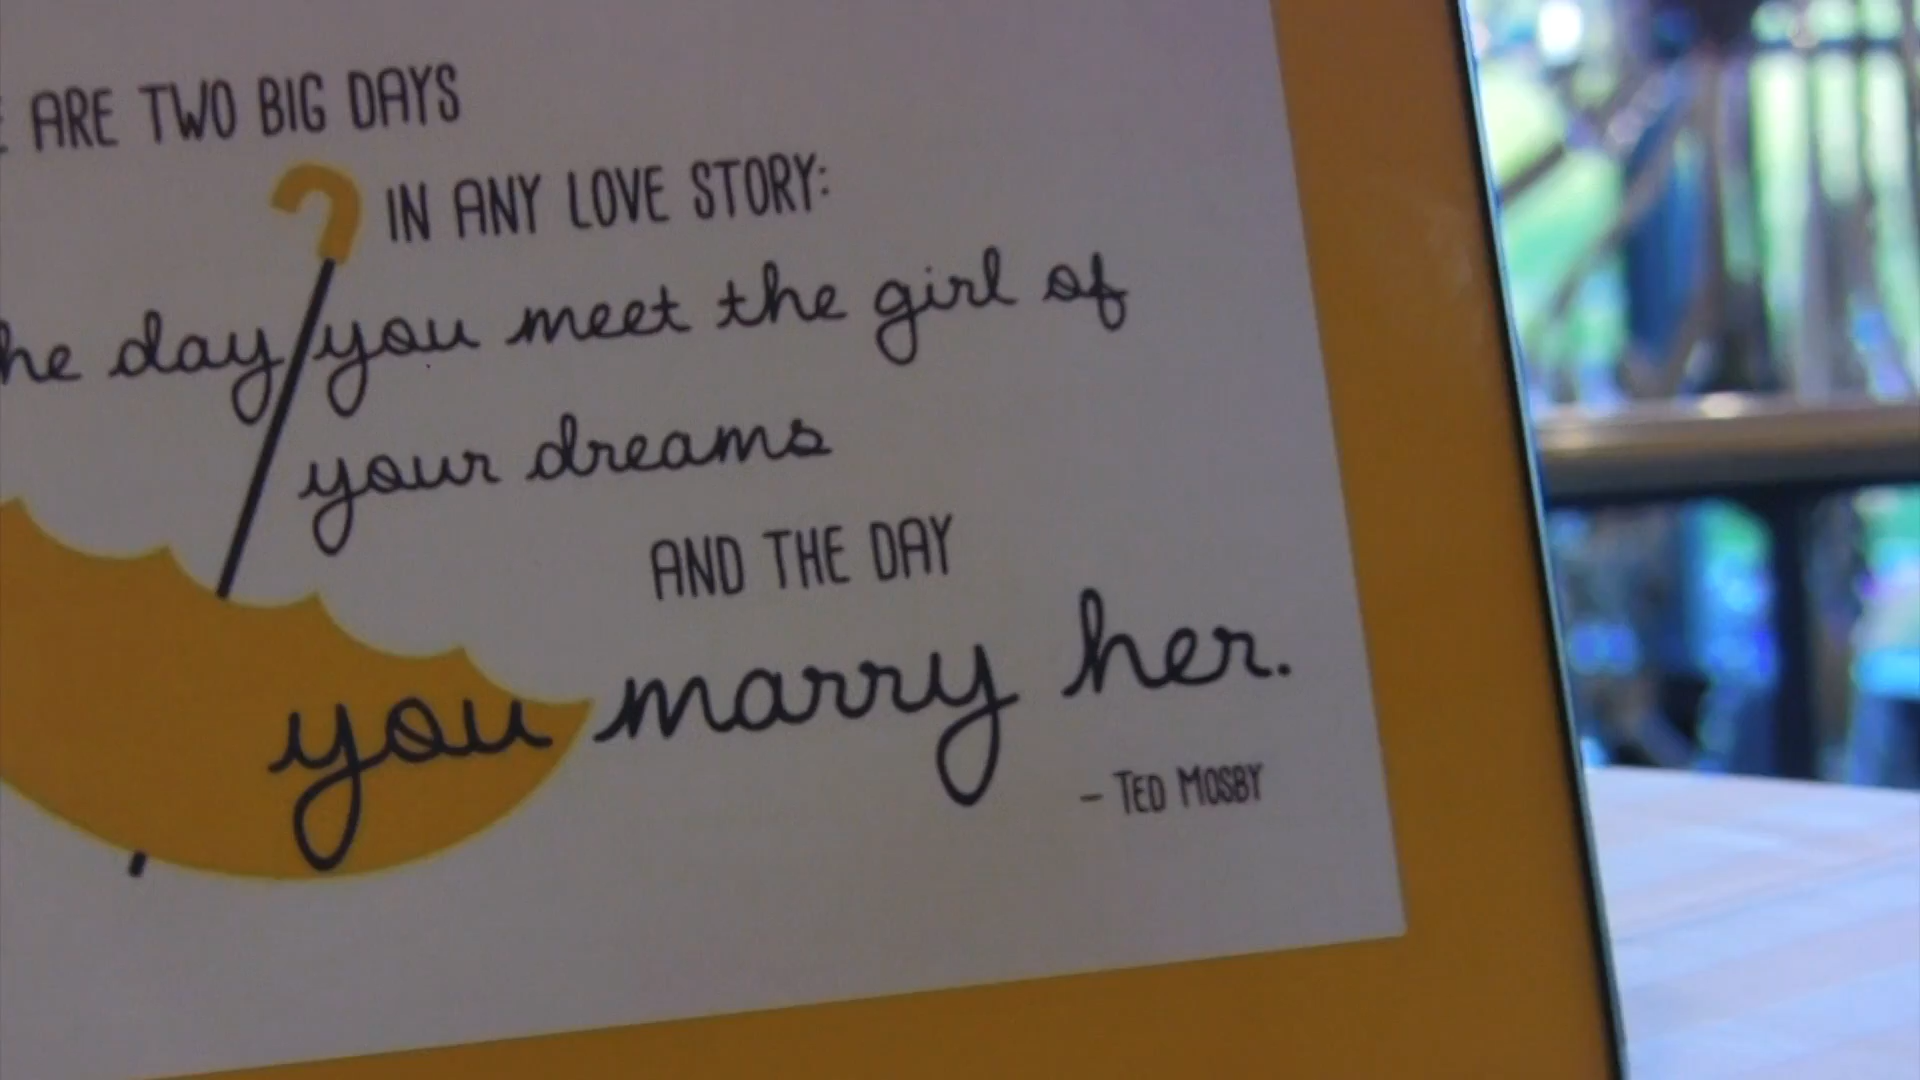 ARE TWO BIG DAYS
IN ANY LOVE STORY:
he day you meet the girl of
your dreams
AND THE DAY
you marry her.
– TED MOSBY